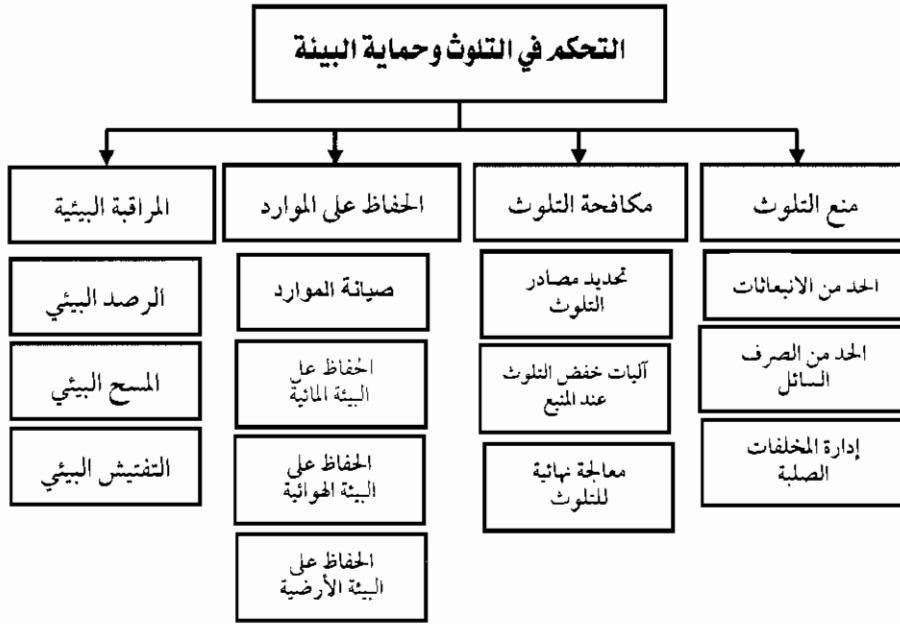 التحكم في التلوث وحماية البيئة
منع التلوث
الحد من الانبعاثات
الحد من الصرف
السائل
إدارة المخلفات
الصلبة
مكافحة التلوث
تحديد مصادر
التلوث
آليات خفض التلوث
عند المنبع
معالجة نهائية
للتلوث
الحفاظ على الموارد
صيانة الموارد
الحفاظ على
البيئة المائية
الحفاظ على
البيئة الهوائية
الحفاظ على
البيئة الأرضية
المراقبة البيئية
الرصد البيئي
المسح البيئي
التفتيش البيئي